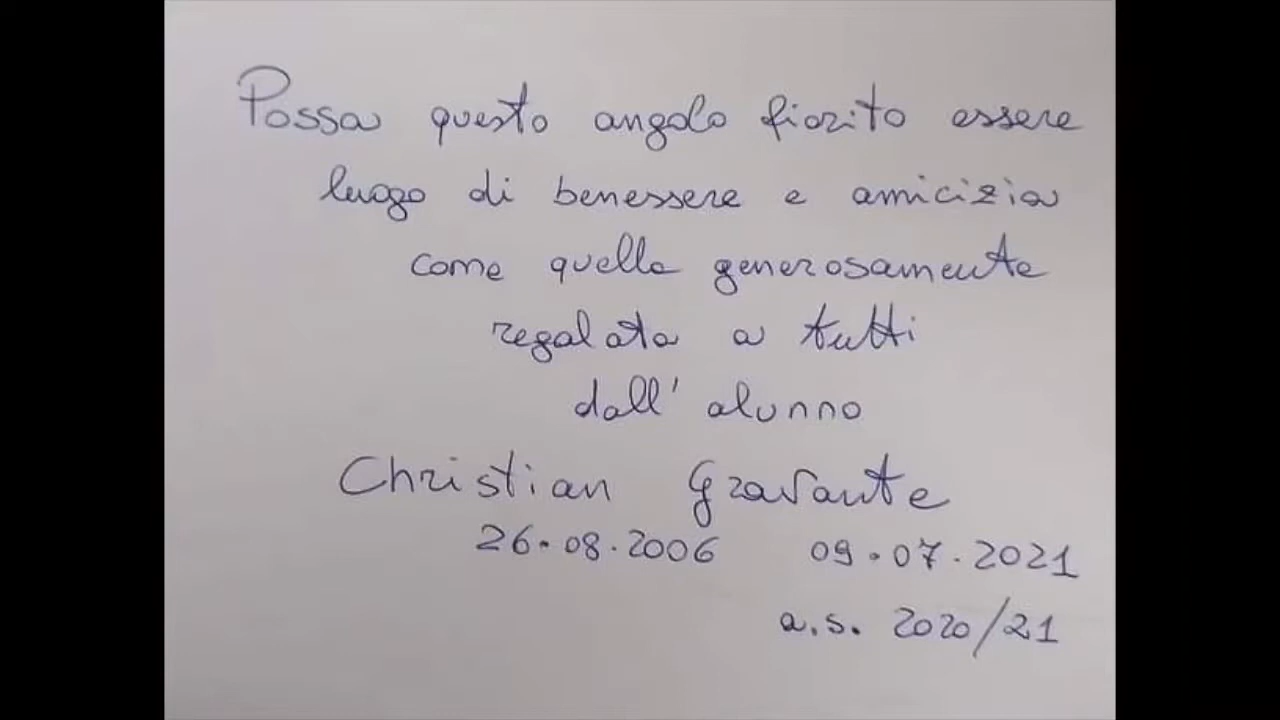 Possa questo angolo fiorito essere
luogo di benessere e amicizia
come quella generosamente
regalata a tutti
dall' alunno
Christian Gravante
26.08.2006 09.07.2021
a.s. 2020/21